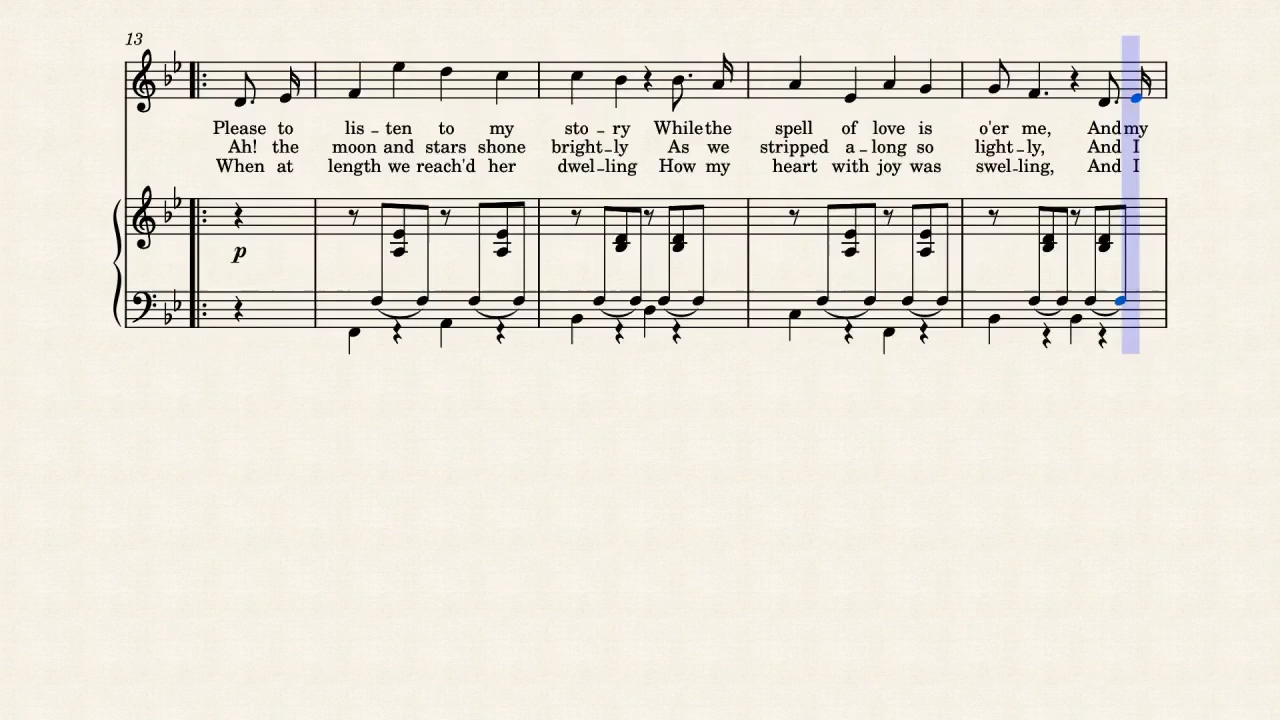 13
Please to lis – ten to my sto – ry While the spell of love is o'er me, And my
Ah! the moon and stars shone bright – ly As we stripped a – long so light – ly, And I
When at length we reach'd her dwel – ling How my heart with joy was swel – ling, And I
p